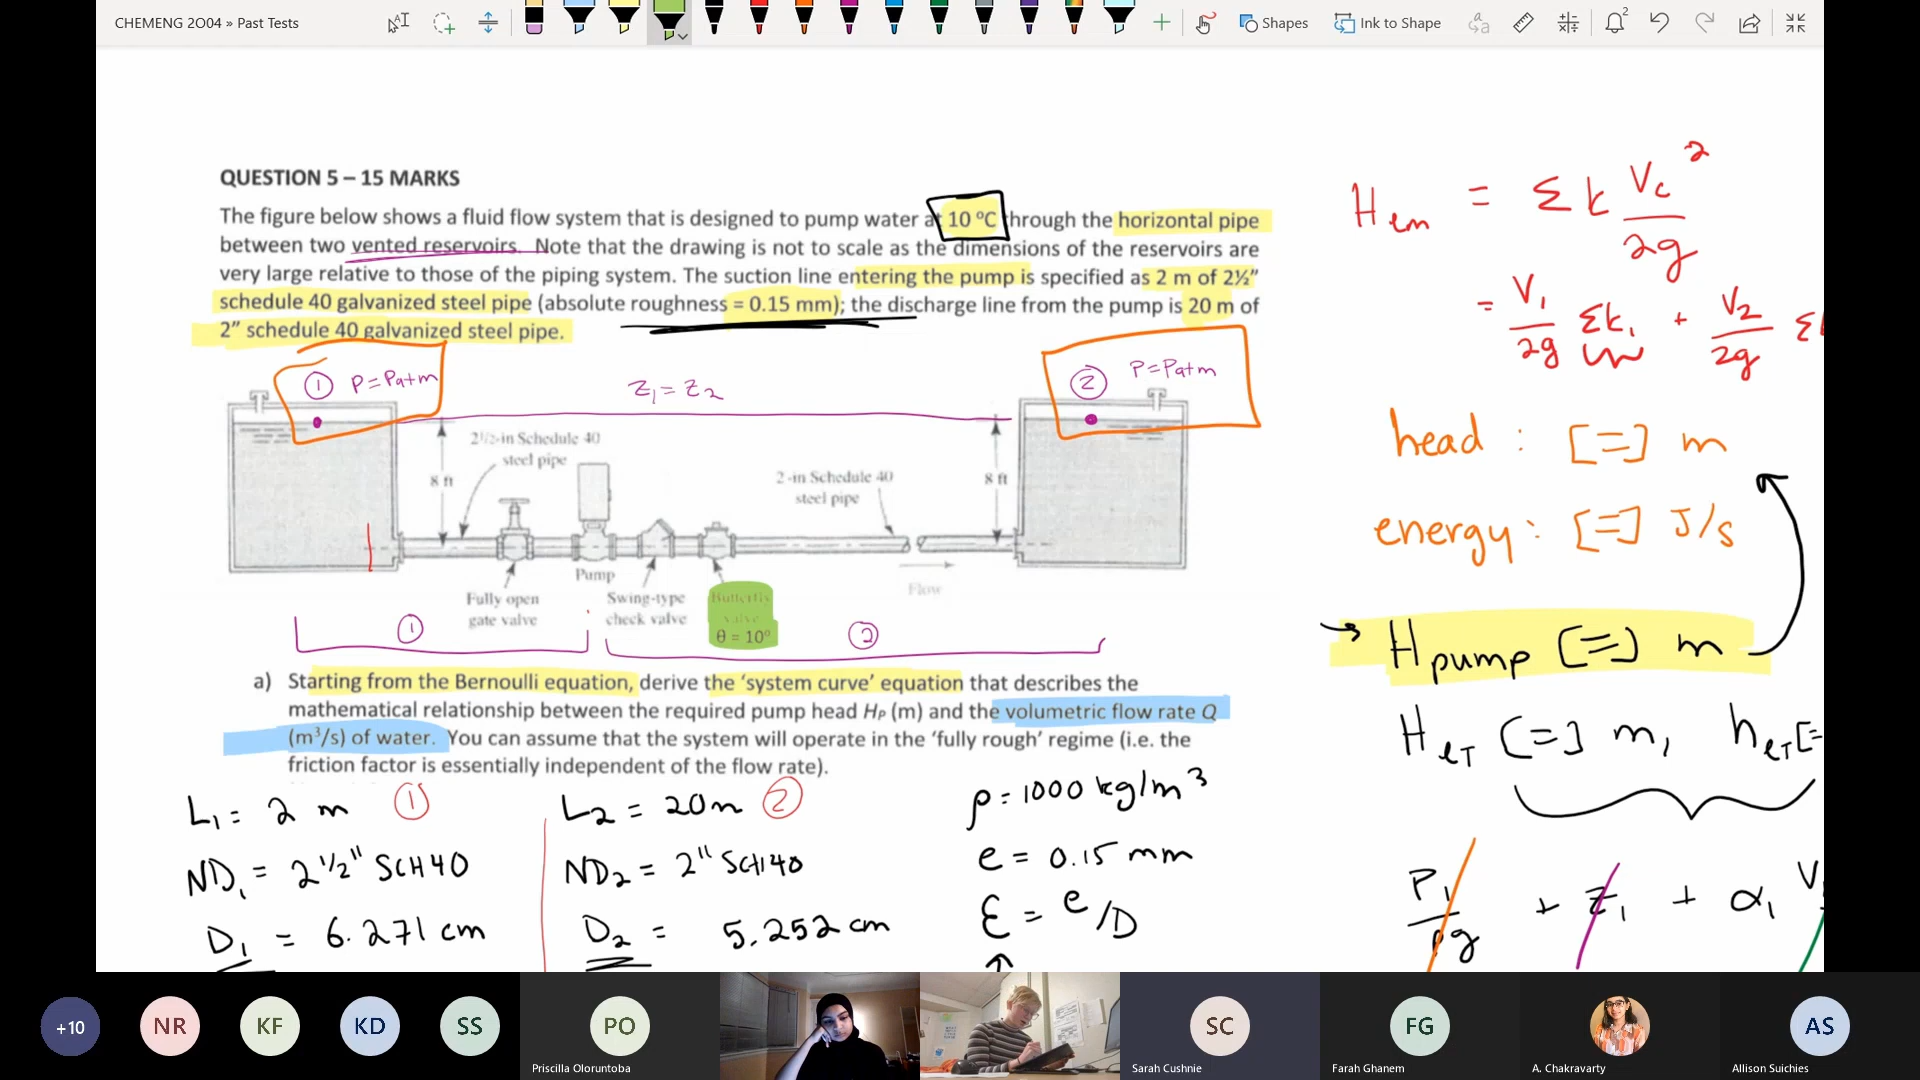 CHEMENG 2O04 » Past Tests
Shapes
Ink to Shape
2
QUESTION 5 – 15 MARKS
The figure below shows a fluid flow system that is designed to pump water at 10 °C through the horizontal pipe
between two vented reservoirs. Note that the drawing is not to scale as the dimensions of the reservoirs are
very large relative to those of the piping system. The suction line entering the pump is specified as 2 m of 2½”
schedule 40 galvanized steel pipe (absolute roughness = 0.15 mm); the discharge line from the pump is 20 m of
2” schedule 40 galvanized steel pipe.
① P=Patm
Z₁ = Z₂
② P=Patm
2½-in Schedule 40
steel pipe
8 ft
2-in Schedule 40
steel pipe
8 ft
Pump
Flow
Fully open
gate valve
Swing-type
check valve
Butterfly
valve
θ = 10°
①
②
a) Starting from the Bernoulli equation, derive the ‘system curve’ equation that describes the
mathematical relationship between the required pump head Hₚ (m) and the volumetric flow rate Q
(m³/s) of water. You can assume that the system will operate in the ‘fully rough’ regime (i.e. the
friction factor is essentially independent of the flow rate).
L₁ = 2 m ①
ND₁ = 2 ½" SCH40
D₁ = 6.271 cm
L₂ = 20m ②
ND₂ = 2" SCH40
D₂ = 5.252 cm
ρ = 1000 kg/m³
e = 0.15 mm
ε = e/D
H_em = Σ k V_c²/2g
= V₁/2g Σk₁ + V₂/2g Σ
head : [=] m
energy : [=] J/s
→ H_pump [=] m
H_eT [=] m, h_eT [=
P₁/ρg + z₁ + α₁ V
+10
NR
KF
KD
SS
PO
Priscilla Oloruntoba
SC
Sarah Cushnie
FG
Farah Ghanem
A. Chakravarty
AS
Allison Suichies